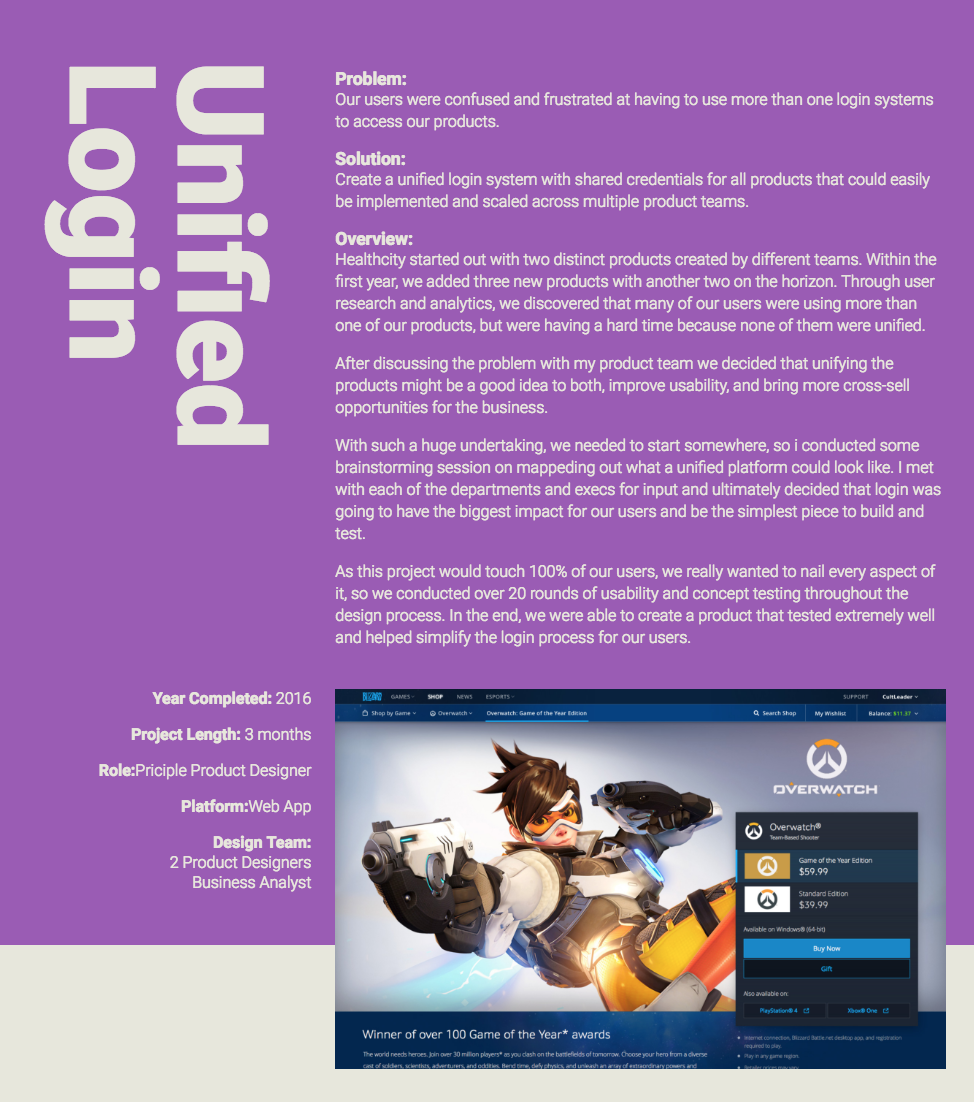 Unified
Login
Problem:
Our users were confused and frustrated at having to use more than one login systems
to access our products.
Solution:
Create a unified login system with shared credentials for all products that could easily
be implemented and scaled across multiple product teams.
Overview:
Healthcity started out with two distinct products created by different teams. Within the
first year, we added three new products with another two on the horizon. Through user
research and analytics, we discovered that many of our users were using more than
one of our products, but were having a hard time because none of them were unified.
After discussing the problem with my product team we decided that unifying the
products might be a good idea to both, improve usability, and bring more cross-sell
opportunities for the business.
With such a huge undertaking, we needed to start somewhere, so i conducted some
brainstorming session on mappeding out what a unified platform could look like. I met
with each of the departments and execs for input and ultimately decided that login was
going to have the biggest impact for our users and be the simplest piece to build and
test.
As this project would touch 100% of our users, we really wanted to nail every aspect of
it, so we conducted over 20 rounds of usability and concept testing throughout the
design process. In the end, we were able to create a product that tested extremely well
and helped simplify the login process for our users.
Year Completed: 2016
Project Length: 3 months
Role:Priciple Product Designer
Platform:Web App
Design Team:
2 Product Designers
Business Analyst
BLIZZARD GAMES SHOP NEWS ESPORTS SUPPORT CultLeader
Shop by Game Overwatch Overwatch: Game of the Year Edition Search Shop My Wishlist Balance: $11.37
OVERWATCH
Overwatch®
Team-Based Shooter
Game of the Year Edition
$59.99
Standard Edition
$39.99
Available on Windows® (64-bit)
Buy Now
Gift
Also available on:
PlayStation® 4 Xbox® One
Winner of over 100 Game of the Year* awards
The world needs heroes. Join over 30 million players* as you clash on the battlefields of tomorrow. Choose your hero from a diverse
cast of soldiers, scientists, adventurers, and oddities. Bend time, defy physics, and unleash an array of extraordinary powers and
Internet connection, Blizzard Battle.net desktop app, and registration
required to play.
Play in any game region.
Retailer prices may vary.